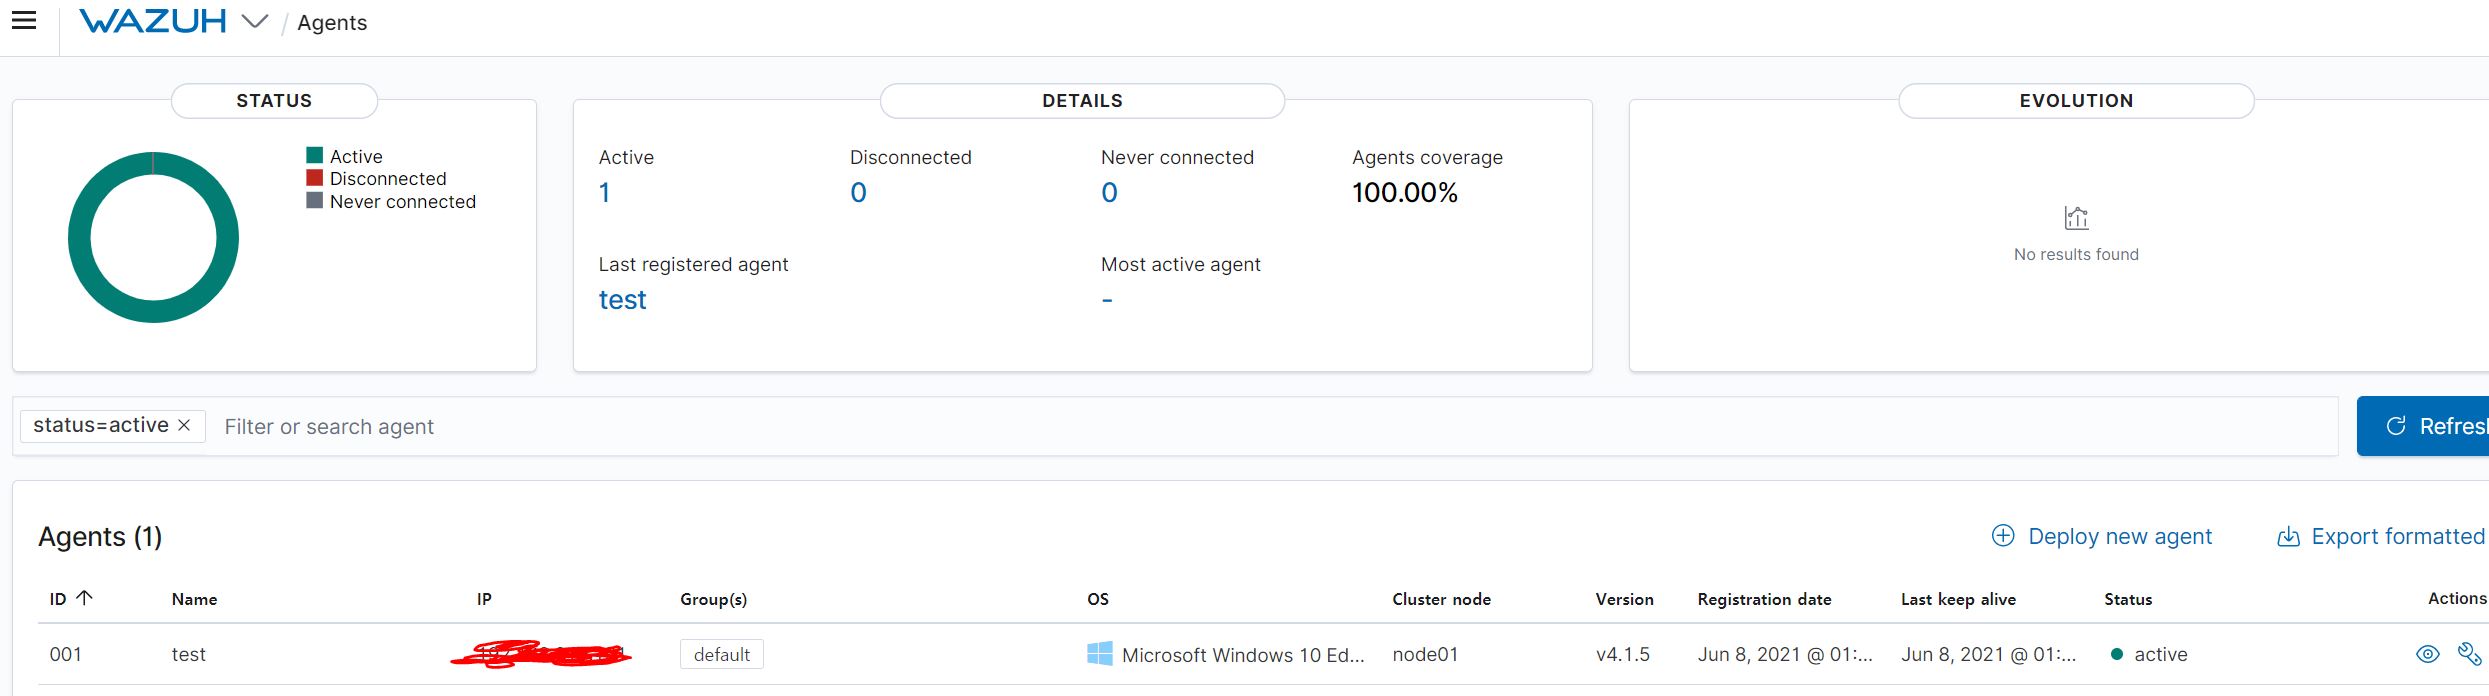 WAZUH / Agents
STATUS
Active
Disconnected
Never connected
DETAILS
Active Disconnected Never connected Agents coverage
1 0 0 100.00%
Last registered agent Most active agent
test -
EVOLUTION
No results found
status=active × Filter or search agent
Agents (1) Deploy new agent Export formatted
ID Name IP Group(s) OS Cluster node Version Registration date Last keep alive Status Actions
001 test default Microsoft Windows 10 Ed... node01 v4.1.5 Jun 8, 2021 @ 01:... Jun 8, 2021 @ 01:... active